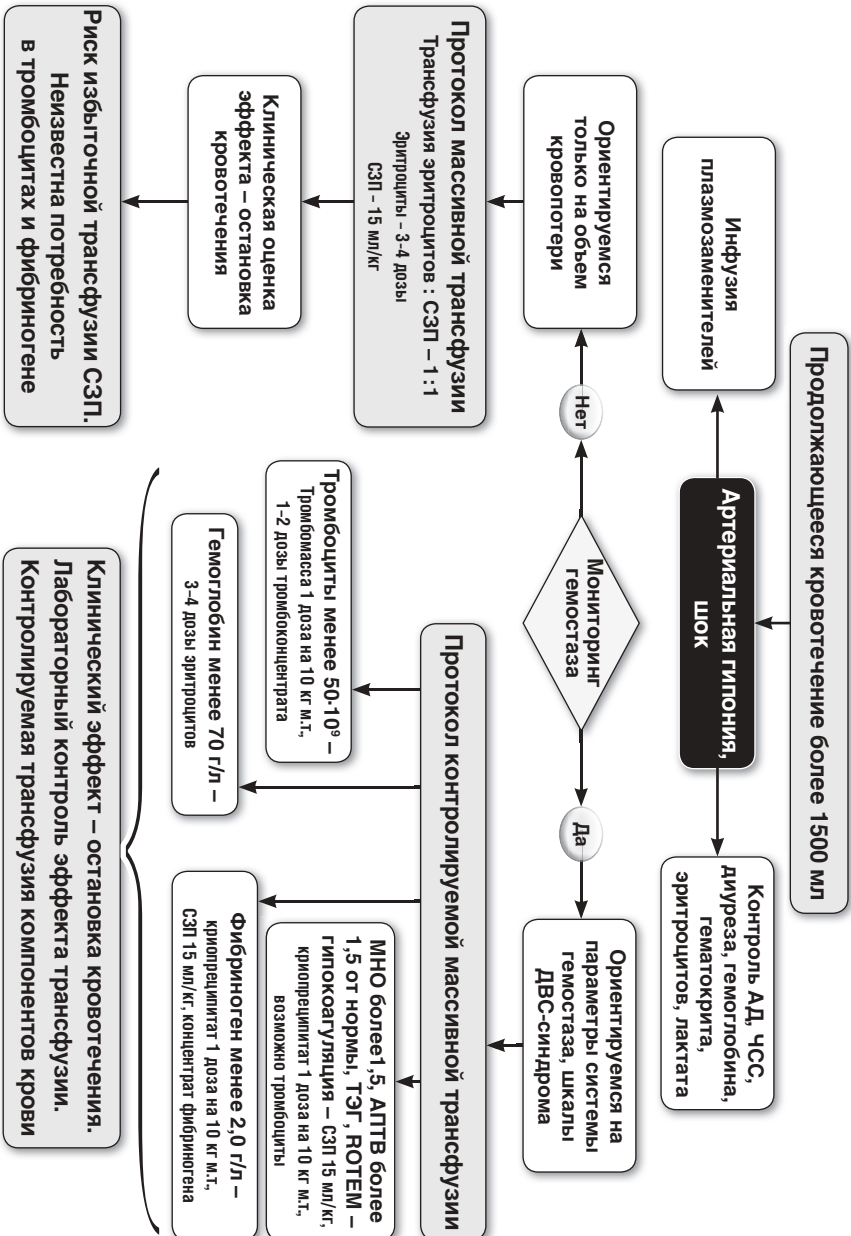 Продолжающееся кровотечение более 1500 мл
Артериальная гипония,
шок
Инфузия
плазмозаменителей
Контроль АД, ЧСС,
диуреза, гемоглобина,
гематокрита,
эритроцитов, лактата
Мониторинг
гемостаза
Нет
Да
Ориентируемся
только на объем
кровопотери
Ориентируемся на
параметры системы
гемостаза, шкалы
ДВС-синдрома
Протокол массивной трансфузии
Трансфузия эритроцитов : СЗП – 1:1
Эритроциты – 3-4 дозы
СЗП – 15 мл/кг
Клиническая оценка
эффекта – остановка
кровотечения
Риск избыточной трансфузии СЗП.
Неизвестна потребность
в тромбоцитах и фибриногене
Протокол контролируемой массивной трансфузии
Тромбоциты менее 50·10⁹ –
Тромбомасса 1 доза на 10 кг м.т.,
1-2 дозы тромбоконцентрата
Гемоглобин менее 70 г/л –
3-4 дозы эритроцитов
МНО более1,5, АПТВ более
1,5 от нормы, ТЭГ, ROTEM –
гипокоагуляция – СЗП 15 мл/кг,
криопреципитат 1 доза на 10 кг м.т.,
возможно тромбоциты
Фибриноген менее 2,0 г/л –
криопреципитат 1 доза на 10 кг м.т.,
СЗП 15 мл/кг, концентрат фибриногена
Клинический эффект – остановка кровотечения.
Лабораторный контроль эффекта трансфузии.
Контролируемая трансфузия компонентов крови